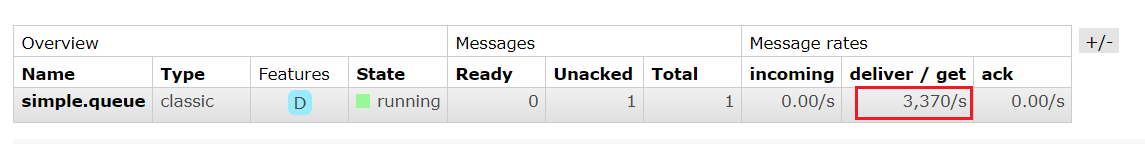 Overview Messages Message rates +/-
Name Type Features State Ready Unacked Total incoming deliver / get ack
simple.queue classic D running 0 1 1 0.00/s 3,370/s 0.00/s